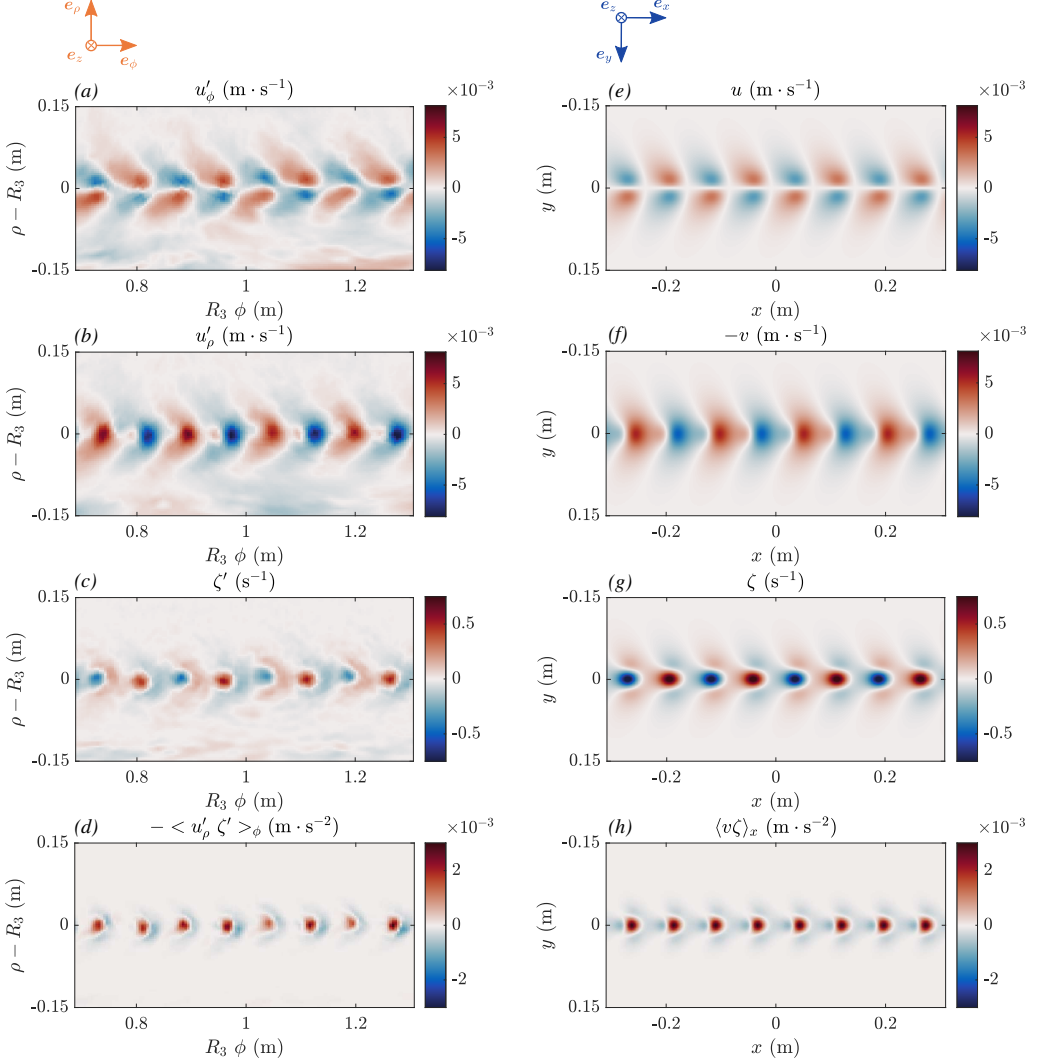 e_ρ
e_z e_ϕ
e_z e_x
e_y
(a) u′_ϕ (m · s⁻¹)
×10⁻³
0.15
0
-0.15
ρ − R₃ (m)
0.8 1 1.2
R₃ ϕ (m)
5
0
-5
(b) u′_ρ (m · s⁻¹)
×10⁻³
0.15
0
-0.15
ρ − R₃ (m)
0.8 1 1.2
R₃ ϕ (m)
5
0
-5
(c) ζ′ (s⁻¹)
0.15
0
-0.15
ρ − R₃ (m)
0.8 1 1.2
R₃ ϕ (m)
0.5
0
-0.5
(d) − < u′_ρ ζ′ >_ϕ (m · s⁻²)
×10⁻³
0.15
0
-0.15
ρ − R₃ (m)
0.8 1 1.2
R₃ ϕ (m)
2
0
-2
(e) u (m · s⁻¹)
×10⁻³
-0.15
0
0.15
y (m)
-0.2 0 0.2
x (m)
5
0
-5
(f) −v (m · s⁻¹)
×10⁻³
-0.15
0
0.15
y (m)
-0.2 0 0.2
x (m)
5
0
-5
(g) ζ (s⁻¹)
-0.15
0
0.15
y (m)
-0.2 0 0.2
x (m)
0.5
0
-0.5
(h) ⟨vζ⟩_x (m · s⁻²)
×10⁻³
-0.15
0
0.15
y (m)
-0.2 0 0.2
x (m)
2
0
-2